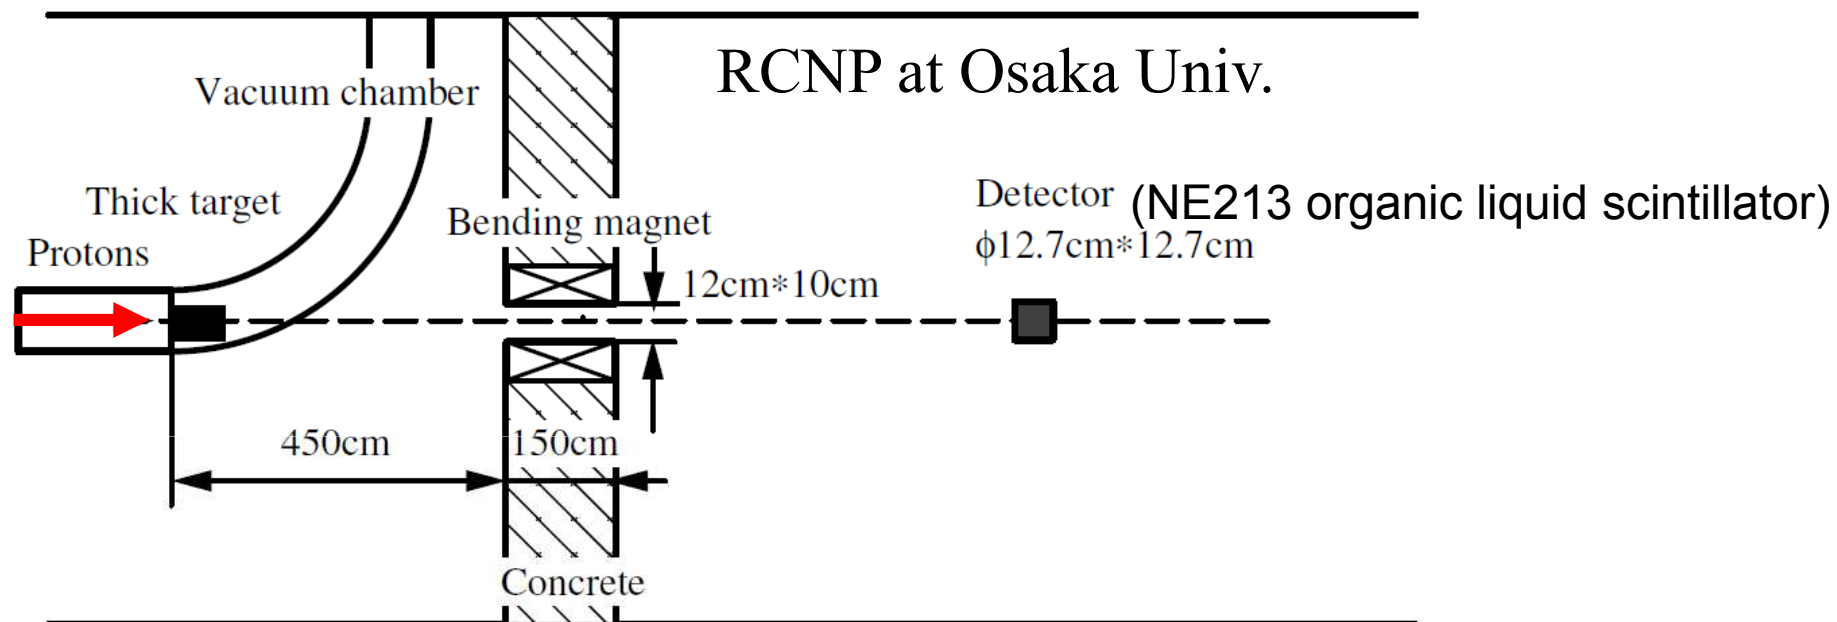 RCNP at Osaka Univ.
Vacuum chamber
Thick target
Protons
Bending magnet
Detector (NE213 organic liquid scintillator)
ϕ12.7cm*12.7cm
12cm*10cm
450cm
150cm
Concrete